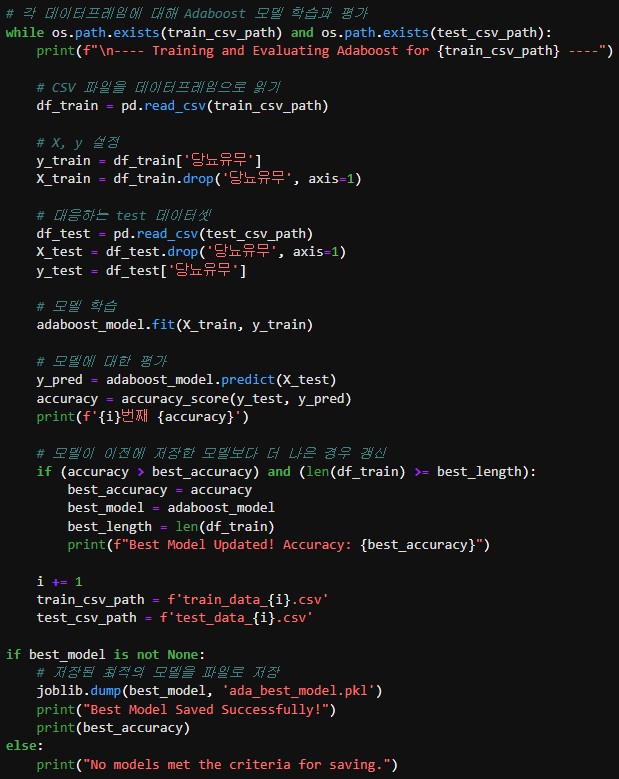 # 각 데이터프레임에 대해 Adaboost 모델 학습과 평가
while os.path.exists(train_csv_path) and os.path.exists(test_csv_path):
    print(f"\n---- Training and Evaluating Adaboost for {train_csv_path} ----")

    # CSV 파일을 데이터프레임으로 읽기
    df_train = pd.read_csv(train_csv_path)

    # X, y 설정
    y_train = df_train['당뇨유무']
    X_train = df_train.drop('당뇨유무', axis=1)

    # 대응하는 test 데이터셋
    df_test = pd.read_csv(test_csv_path)
    X_test = df_test.drop('당뇨유무', axis=1)
    y_test = df_test['당뇨유무']

    # 모델 학습
    adaboost_model.fit(X_train, y_train)

    # 모델에 대한 평가
    y_pred = adaboost_model.predict(X_test)
    accuracy = accuracy_score(y_test, y_pred)
    print(f'{i}번째 {accuracy}')

    # 모델이 이전에 저장한 모델보다 더 나은 경우 갱신
    if (accuracy > best_accuracy) and (len(df_train) >= best_length):
        best_accuracy = accuracy
        best_model = adaboost_model
        best_length = len(df_train)
        print(f"Best Model Updated! Accuracy: {best_accuracy}")

    i += 1
    train_csv_path = f'train_data_{i}.csv'
    test_csv_path = f'test_data_{i}.csv'

if best_model is not None:
    # 저장된 최적의 모델을 파일로 저장
    joblib.dump(best_model, 'ada_best_model.pkl')
    print("Best Model Saved Successfully!")
    print(best_accuracy)
else:
    print("No models met the criteria for saving.")